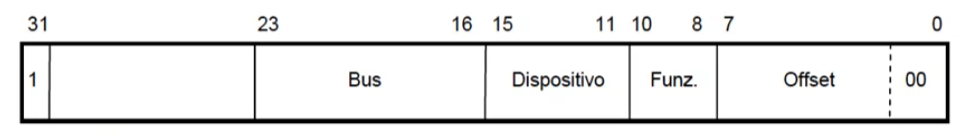 31 23 16 15 11 10 8 7 0
1 Bus Dispositivo Funz. Offset 00